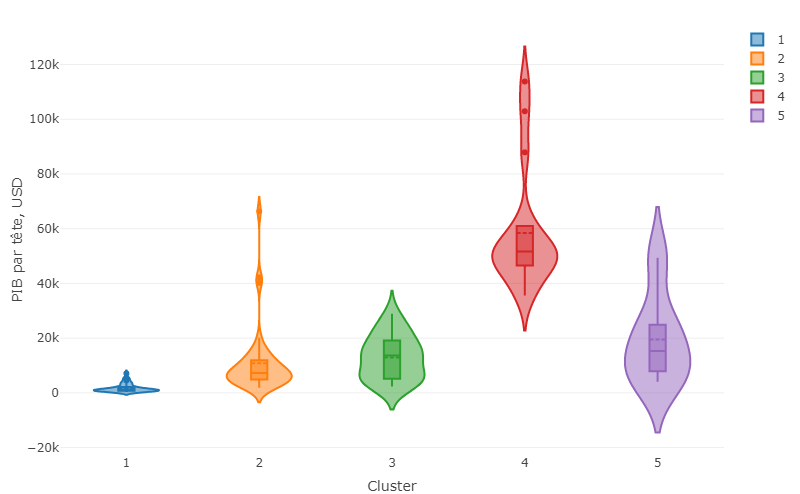 120k
100k
80k
60k
40k
20k
0
−20k
PIB par tête, USD
1
2
3
4
5
Cluster
1
2
3
4
5